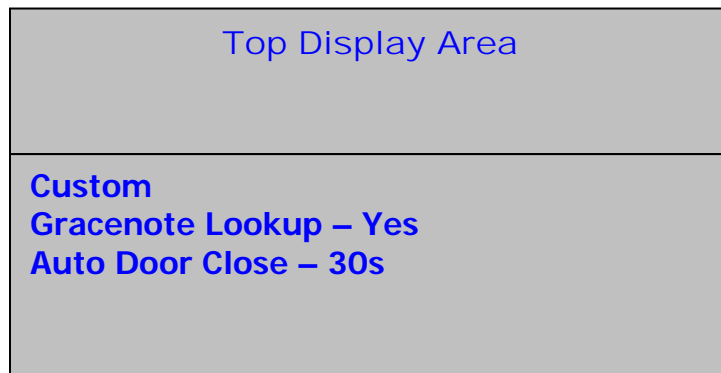 Top Display Area
Custom
Gracenote Lookup – Yes
Auto Door Close – 30s